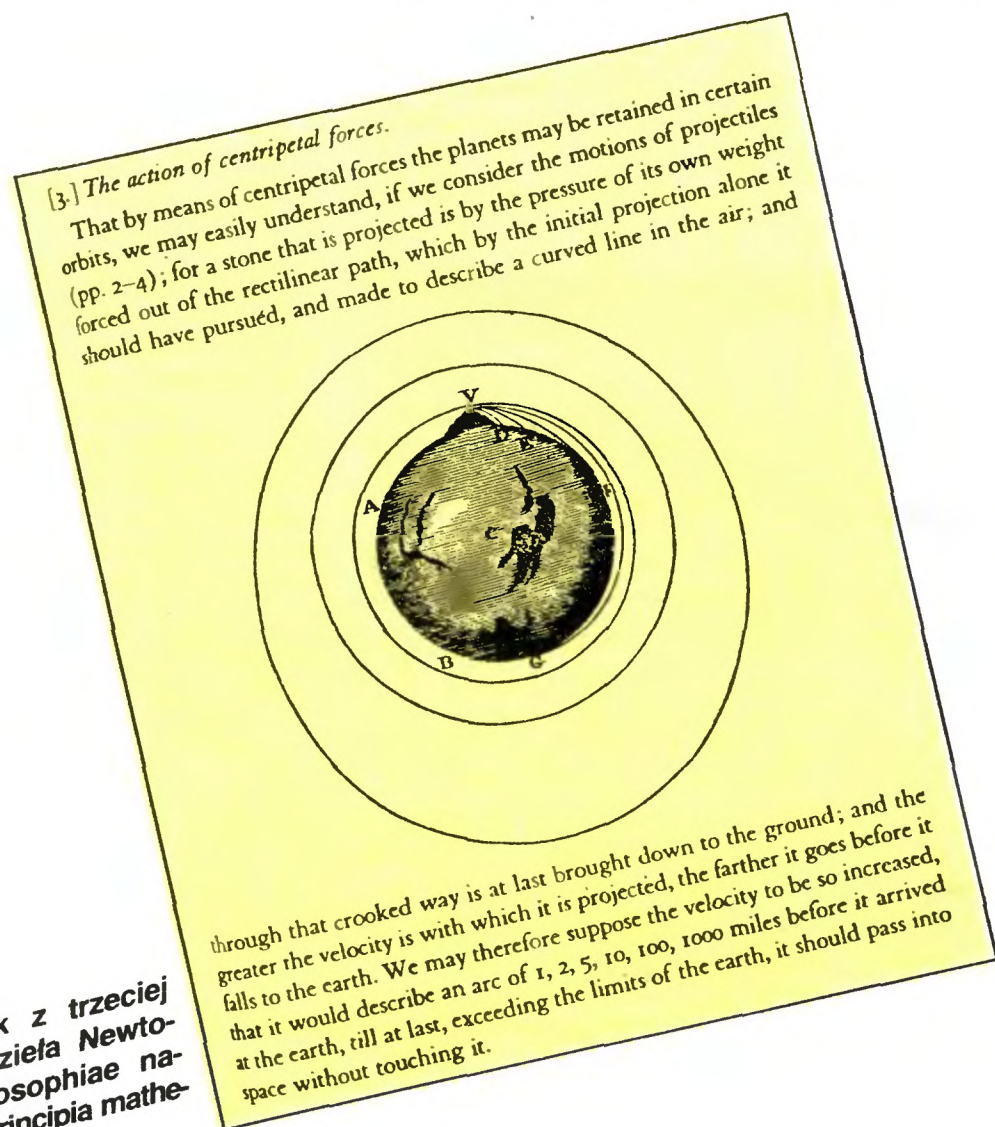 [3.] The action of centripetal forces.
That by means of centripetal forces the planets may be retained in certain
orbits, we may easily understand, if we consider the motions of projectiles
(pp. 2–4); for a stone that is projected is by the pressure of its own weight
forced out of the rectilinear path, which by the initial projection alone it
should have pursuéd, and made to describe a curved line in the air; and
V
D E
A
F
C
B G
through that crooked way is at last brought down to the ground; and the
greater the velocity is with which it is projected, the farther it goes before it
falls to the earth. We may therefore suppose the velocity to be so increased,
that it would describe an arc of 1, 2, 5, 10, 100, 1000 miles before it arrived
at the earth, till at last, exceeding the limits of the earth, it should pass into
space without touching it.
k z trzeciej
zieła Newto-
osophiae na-
rincipia mathe-